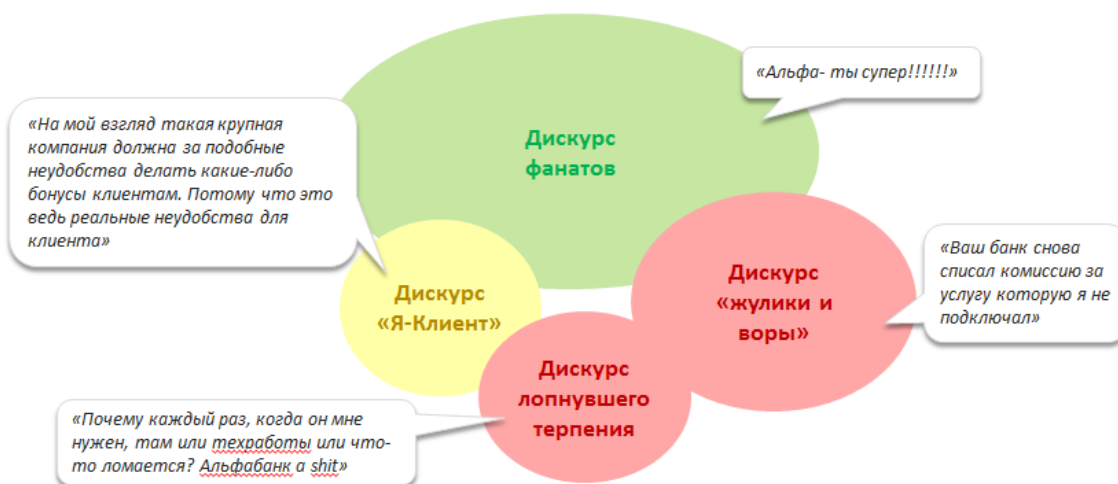 «Альфа- ты супер!!!!!!»
«На мой взгляд такая крупная
компания должна за подобные
неудобства делать какие-либо
бонусы клиентам. Потому что это
ведь реальные неудобства для
клиента»
Дискурс
фанатов
«Ваш банк снова
списал комиссию за
услугу которую я не
подключал»
Дискурс
«жулики и
воры»
Дискурс
«Я-Клиент»
Дискурс
лопнувшего
терпения
«Почему каждый раз, когда он мне
нужен, там или техработы или что-
то ломается? Альфабанк a shit»